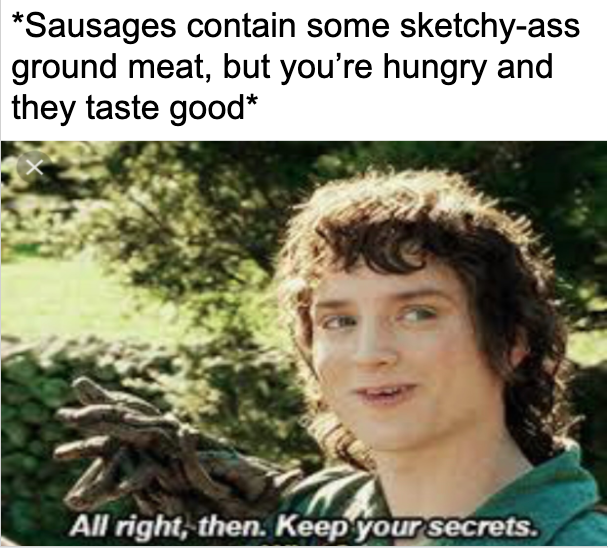 *Sausages contain some sketchy-ass
ground meat, but you’re hungry and
they taste good*
All right, then. Keep your secrets.